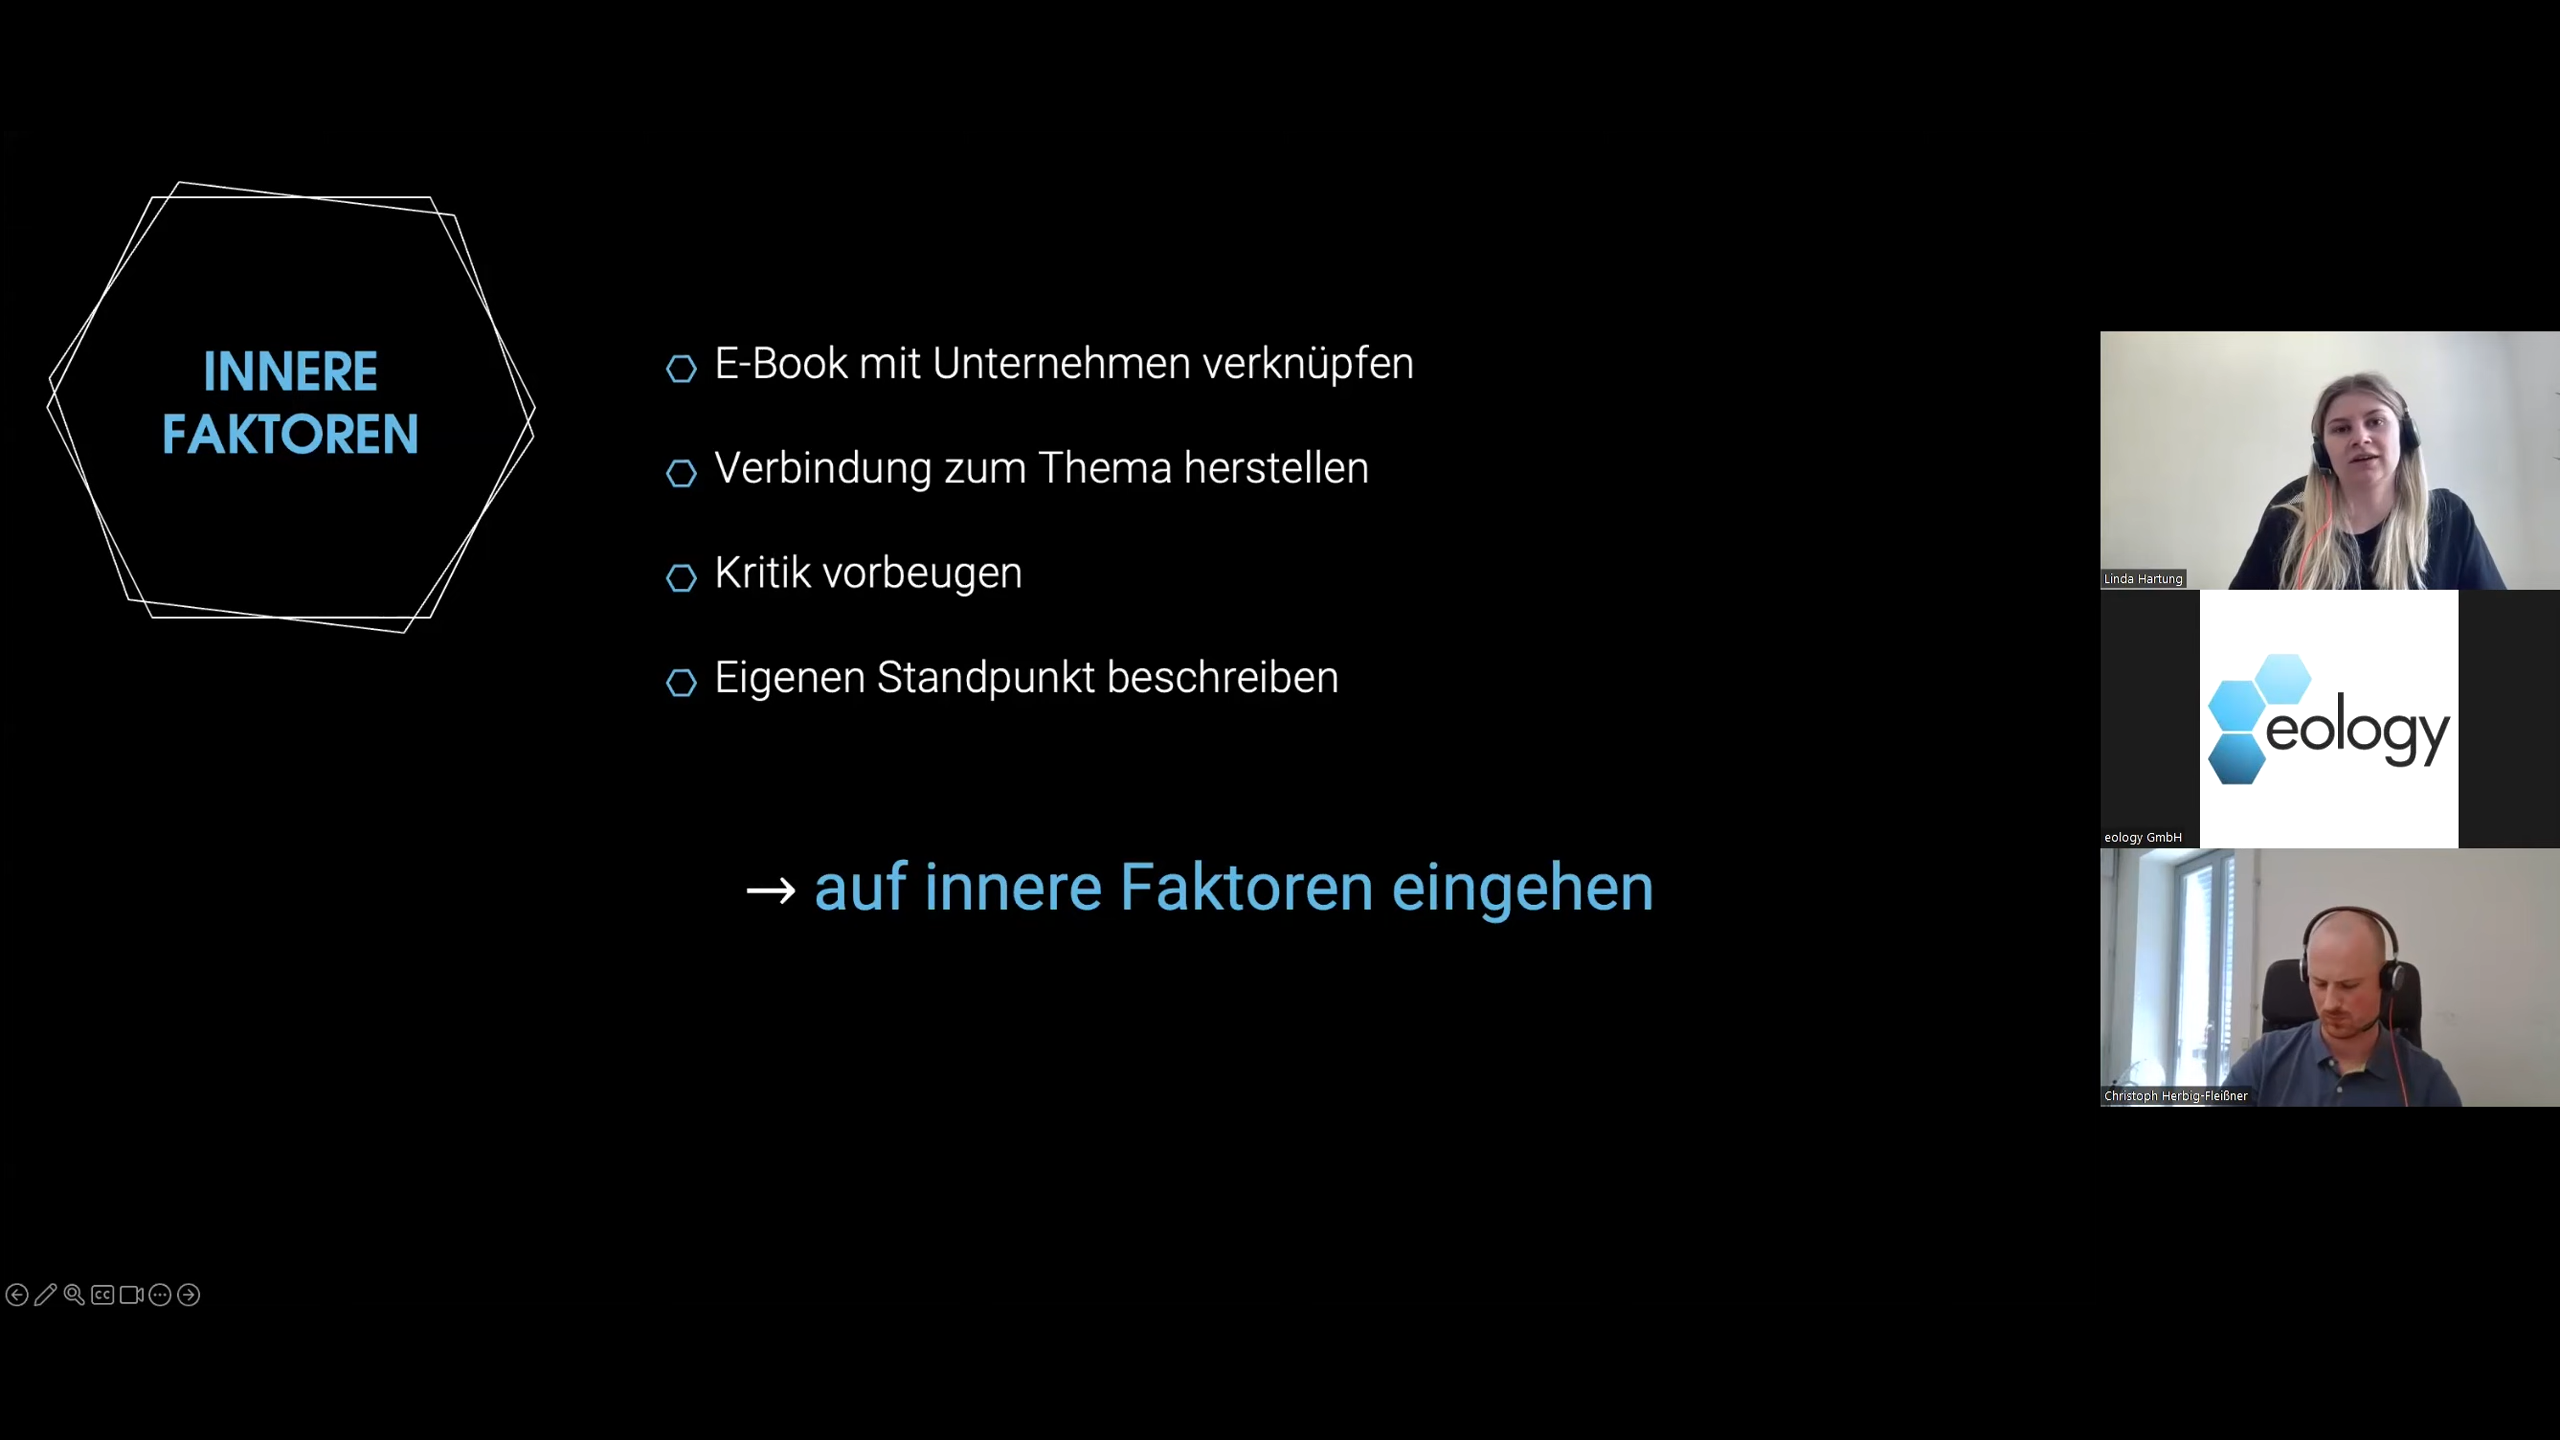 INNERE
FAKTOREN
E-Book mit Unternehmen verknüpfen
Verbindung zum Thema herstellen
Kritik vorbeugen
Eigenen Standpunkt beschreiben
→ auf innere Faktoren eingehen
Linda Hartung
eology
eology GmbH
Christoph Herbig-Fleißner
CC